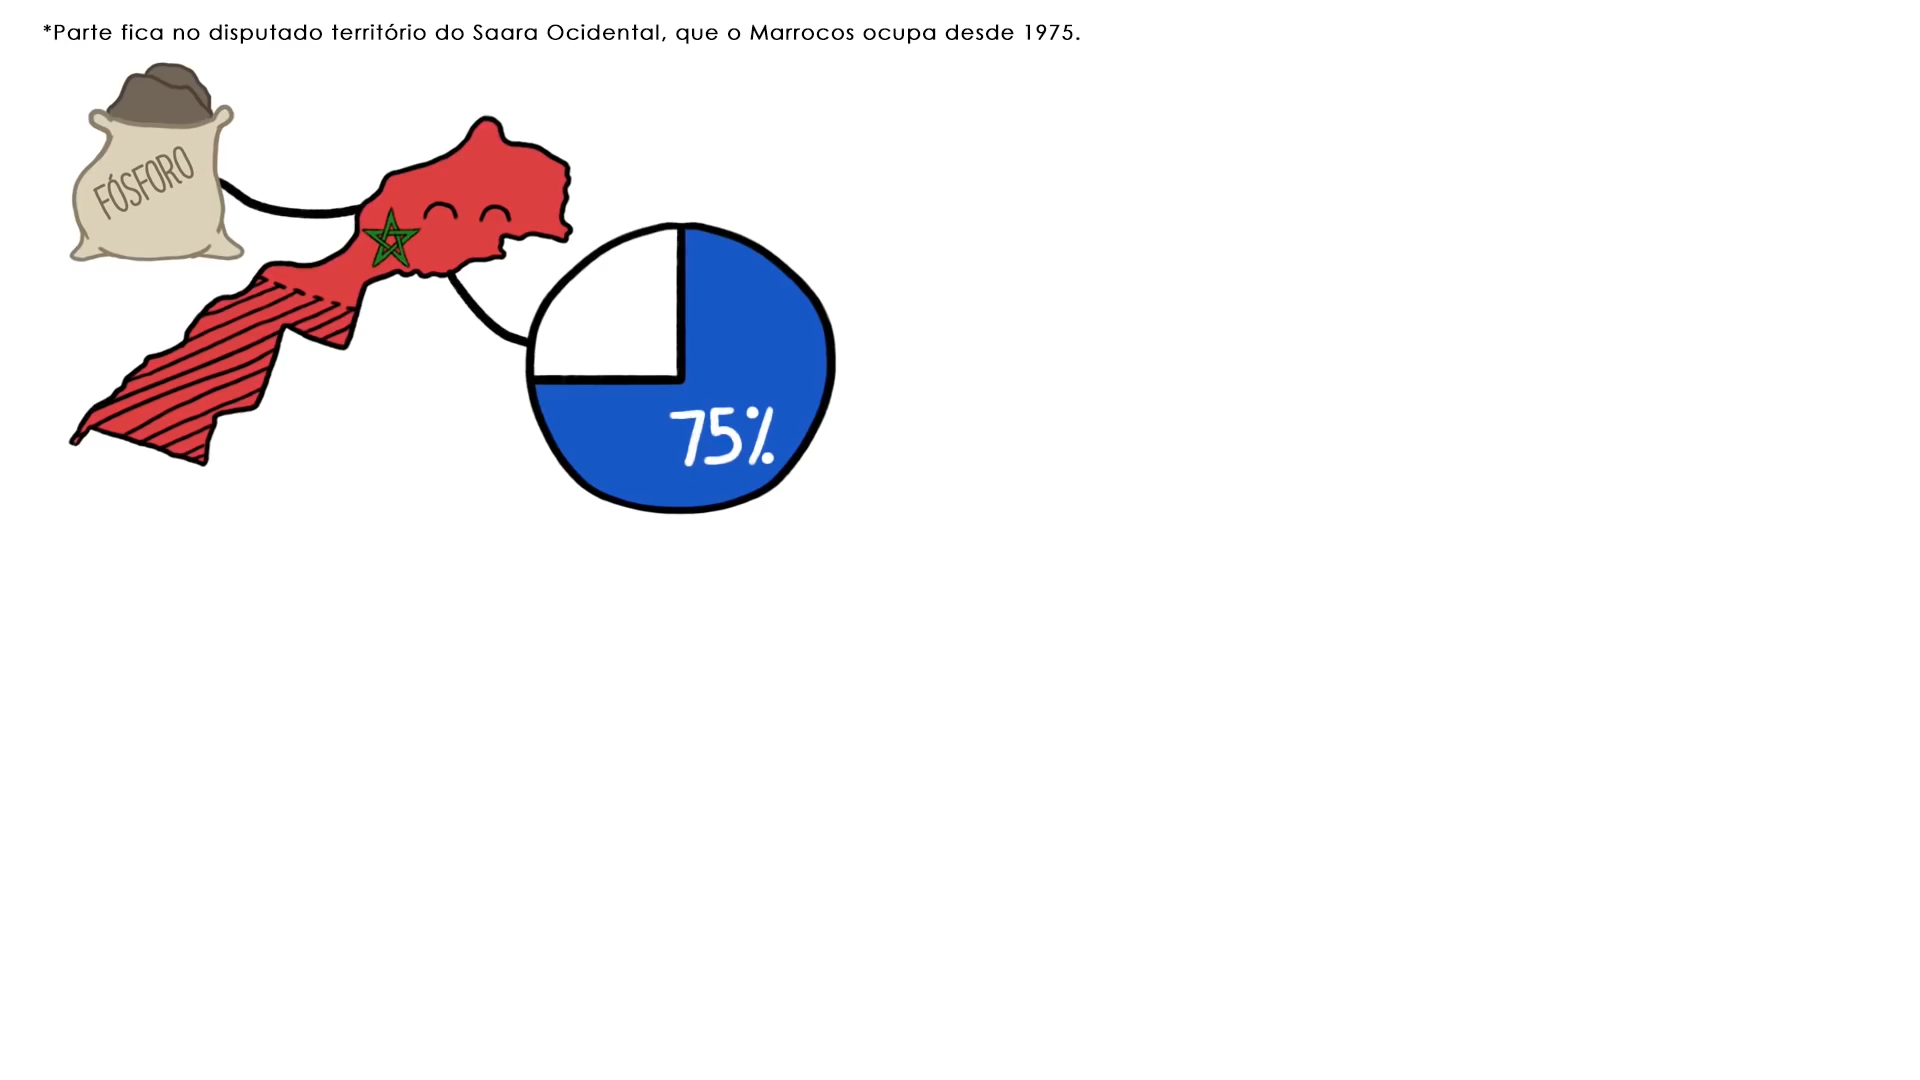 *Parte fica no disputado território do Saara Ocidental, que o Marrocos ocupa desde 1975.
FÓSFORO
75%